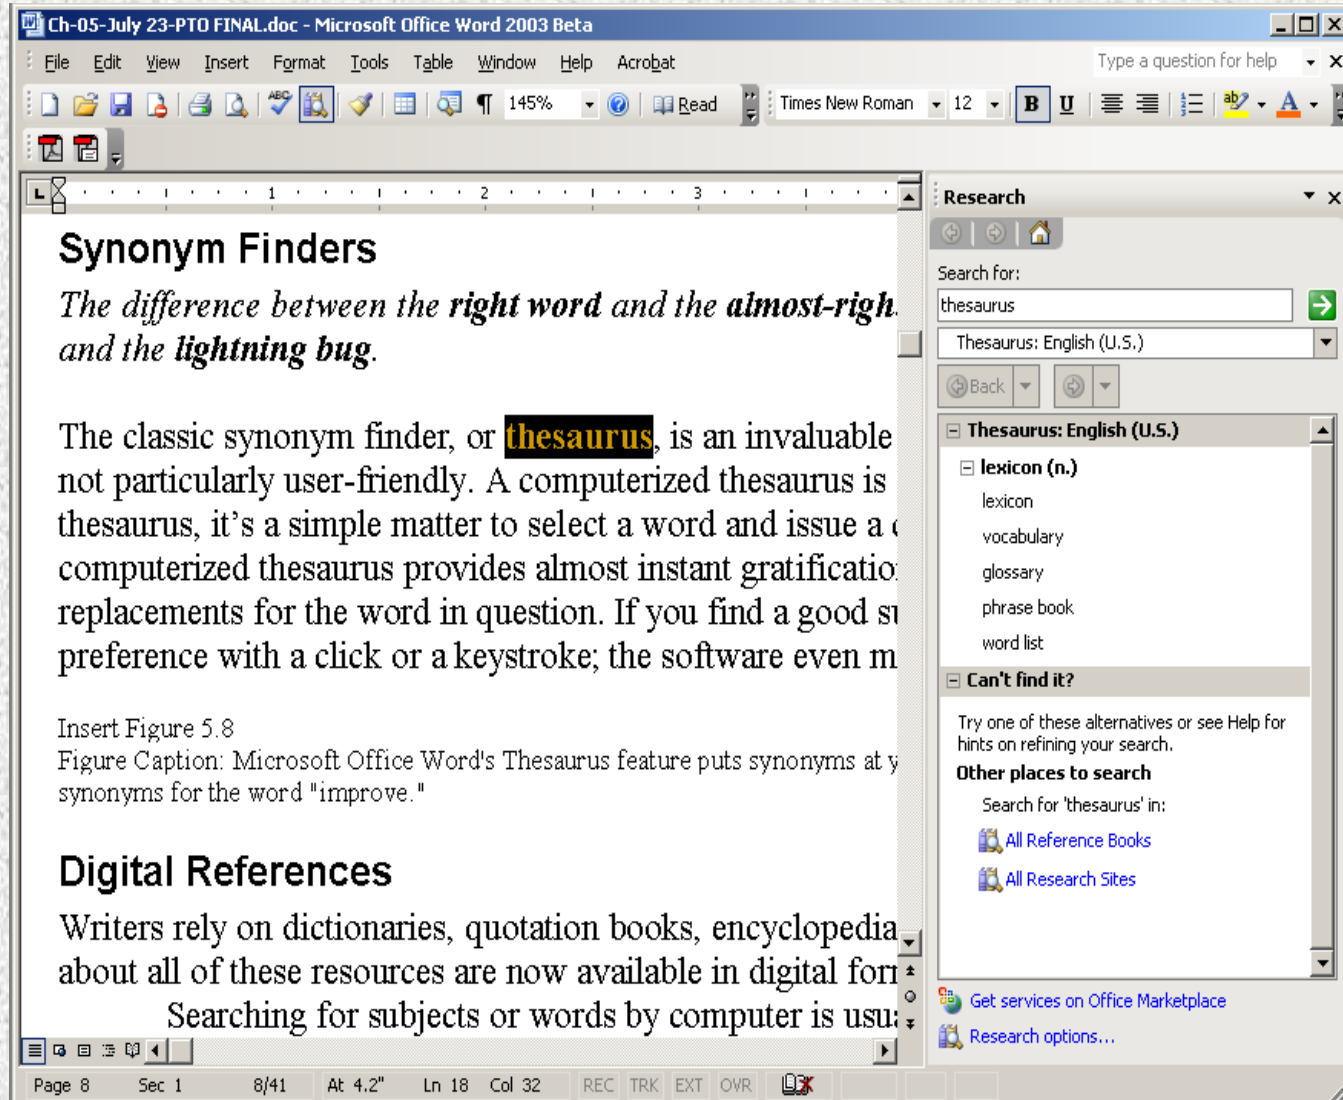 Ch-05-July 23-PTO FINAL.doc - Microsoft Office Word 2003 Beta
File Edit View Insert Format Tools Table Window Help Acrobat Type a question for help
ABC 145% Read Times New Roman 12 B U ab A
1 2 3
Synonym Finders
The difference between the right word and the almost-righ
and the lightning bug.
The classic synonym finder, or thesaurus, is an invaluable
not particularly user-friendly. A computerized thesaurus is
thesaurus, it's a simple matter to select a word and issue a
computerized thesaurus provides almost instant gratificatio
replacements for the word in question. If you find a good su
preference with a click or a keystroke; the software even m
Insert Figure 5.8
Figure Caption: Microsoft Office Word's Thesaurus feature puts synonyms at y
synonyms for the word "improve."
Digital References
Writers rely on dictionaries, quotation books, encyclopedia
about all of these resources are now available in digital form
Searching for subjects or words by computer is usua
Research
Search for:
thesaurus
Thesaurus: English (U.S.)
Back
Thesaurus: English (U.S.)
lexicon (n.)
lexicon
vocabulary
glossary
phrase book
word list
Can't find it?
Try one of these alternatives or see Help for
hints on refining your search.
Other places to search
Search for 'thesaurus' in:
All Reference Books
All Research Sites
Get services on Office Marketplace
Research options...
Page 8 Sec 1 8/41 At 4.2" Ln 18 Col 32 REC TRK EXT OVR